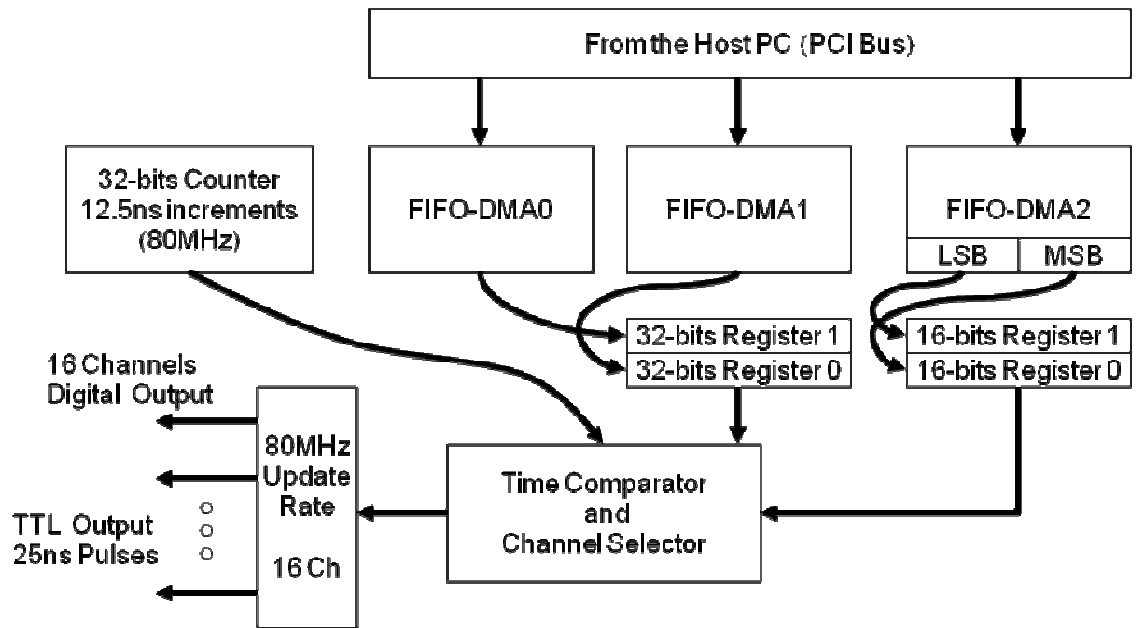 From the Host PC (PCI Bus)
32-bits Counter
12.5ns increments
(80MHz)
FIFO-DMA0
FIFO-DMA1
FIFO-DMA2
LSB
MSB
32-bits Register 1
32-bits Register 0
16-bits Register 1
16-bits Register 0
16 Channels
Digital Output
80MHz
Update
Rate
16 Ch
Time Comparator
and
Channel Selector
TTL Output
25ns Pulses